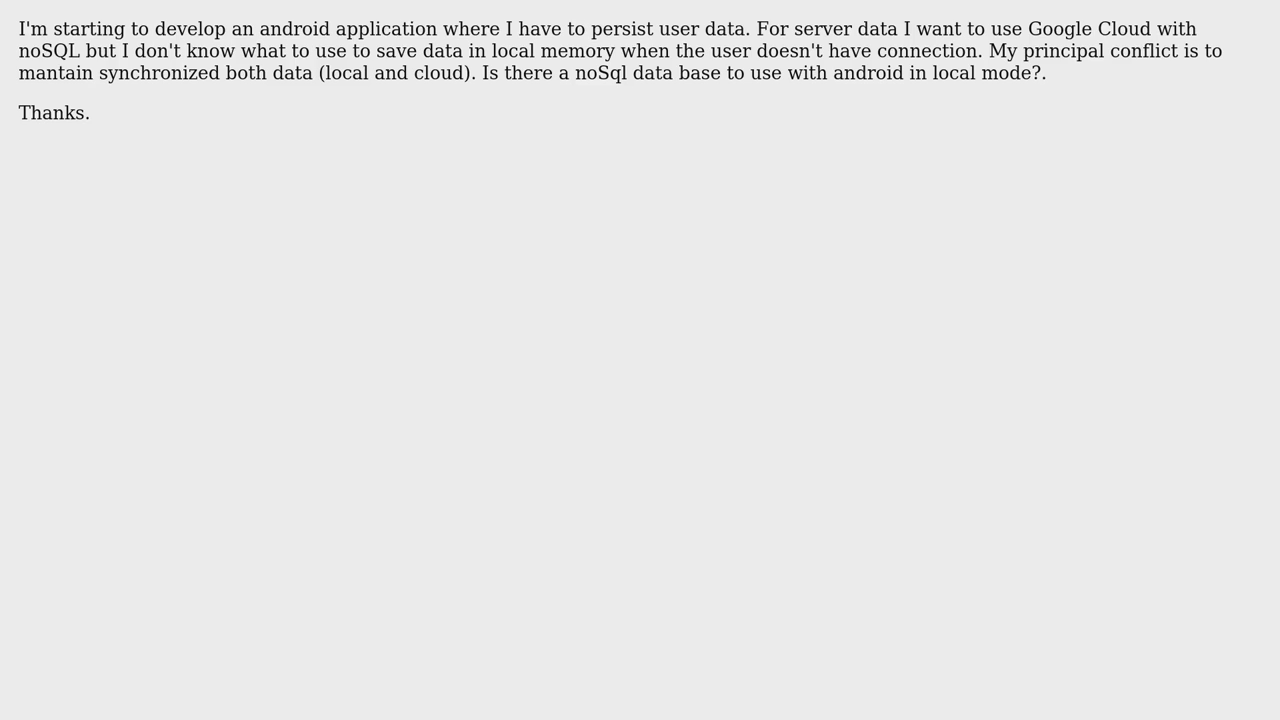 I'm starting to develop an android application where I have to persist user data. For server data I want to use Google Cloud with
noSQL but I don't know what to use to save data in local memory when the user doesn't have connection. My principal conflict is to
mantain synchronized both data (local and cloud). Is there a noSql data base to use with android in local mode?.
Thanks.